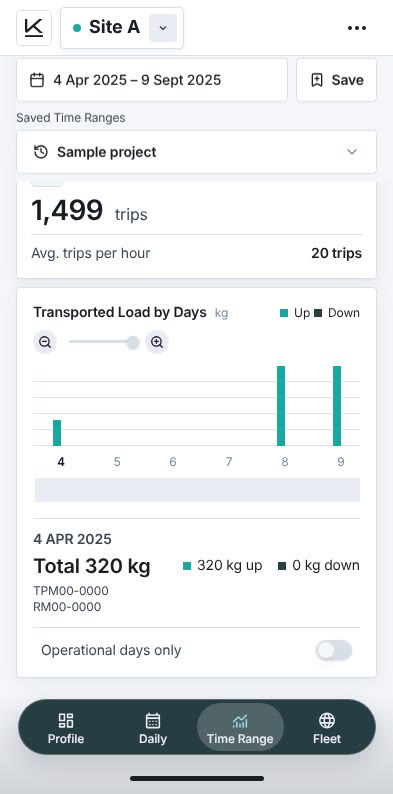 Site A
4 Apr 2025 – 9 Sept 2025
Save
Saved Time Ranges
Sample project
1,499 trips
Avg. trips per hour 20 trips
Transported Load by Days kg Up Down
4 5 6 7 8 9
4 APR 2025
Total 320 kg 320 kg up 0 kg down
TPM00-0000
RM00-0000
Operational days only
Profile Daily Time Range Fleet